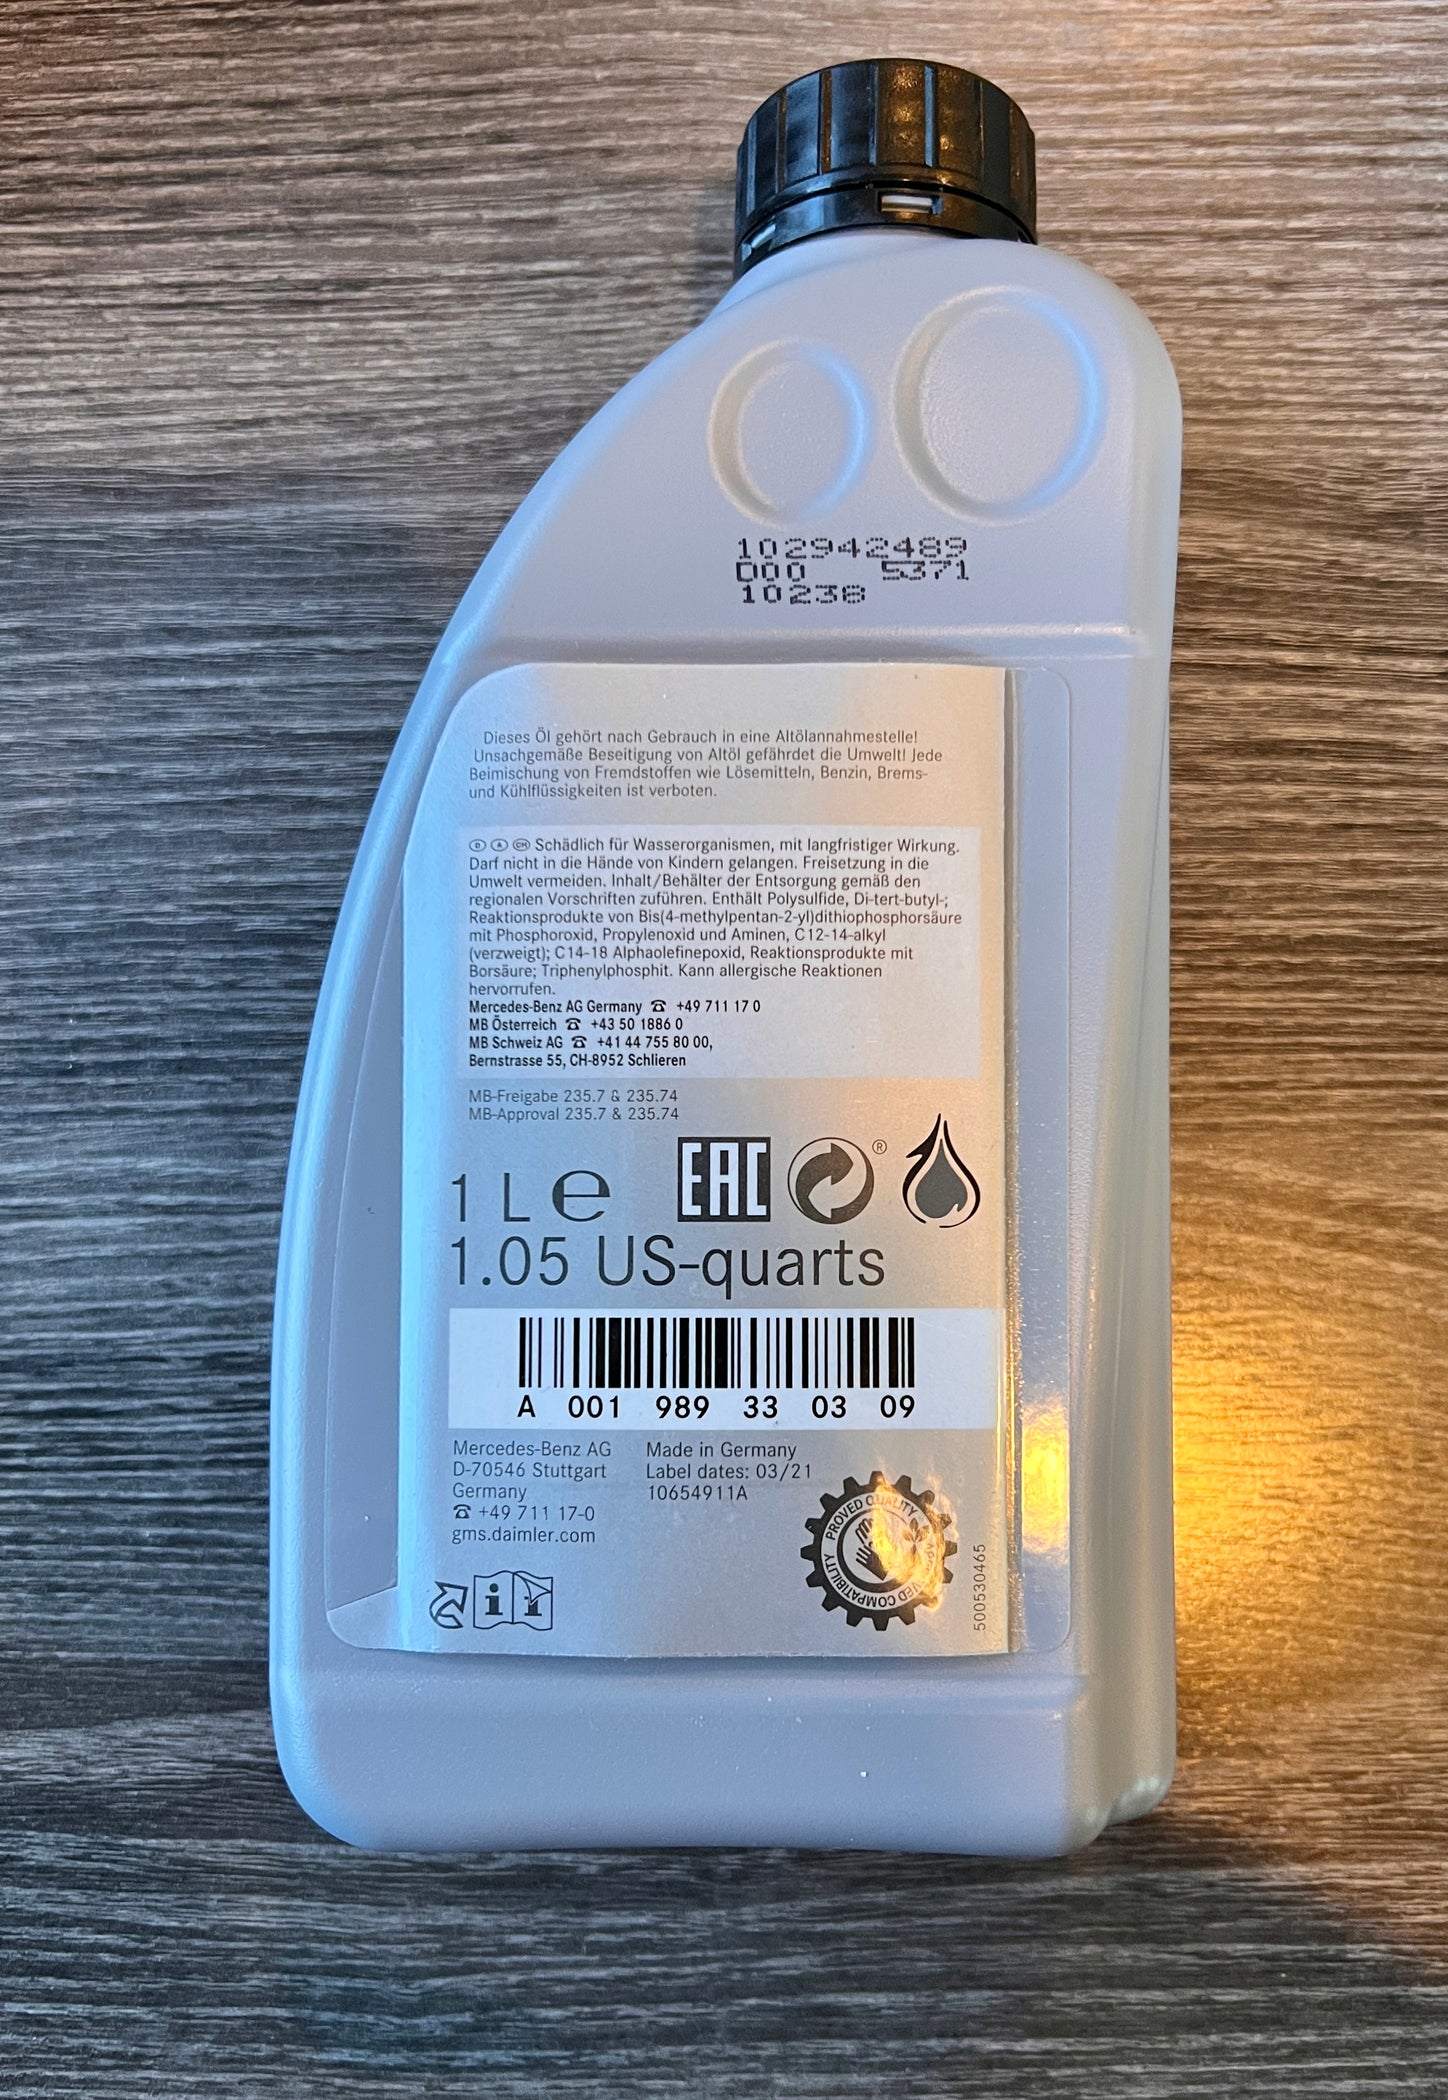 102942489
D00 5371
10238
Dieses Öl gehört nach Gebrauch in eine Altölannahmestelle!
Unsachgemäße Beseitigung von Altöl gefährdet die Umwelt! Jede
Beimischung von Fremdstoffen wie Lösemitteln, Benzin, Brems-
und Kühlflüssigkeiten ist verboten.
D A CH Schädlich für Wasserorganismen, mit langfristiger Wirkung.
Darf nicht in die Hände von Kindern gelangen. Freisetzung in die
Umwelt vermeiden. Inhalt/Behälter der Entsorgung gemäß den
regionalen Vorschriften zuführen. Enthält Polysulfide, Di-tert-butyl-;
Reaktionsprodukte von Bis(4-methylpentan-2-yl)dithiophosphorsäure
mit Phosphoroxid, Propylenoxid und Aminen, C12-14-alkyl
(verzweigt); C14-18 Alphaolefinepoxid, Reaktionsprodukte mit
Borsäure; Triphenylphosphit. Kann allergische Reaktionen
hervorrufen.
Mercedes-Benz AG Germany ☎ +49 711 17 0
MB Österreich ☎ +43 50 1886 0
MB Schweiz AG ☎ +41 44 755 80 00,
Bernstrasse 55, CH-8952 Schlieren
MB-Freigabe 235.7 & 235.74
MB-Approval 235.7 & 235.74
1 L e
EAC
®
1.05 US-quarts
A 001 989 33 03 09
Mercedes-Benz AG
D-70546 Stuttgart
Germany
☎ +49 711 17-0
gms.daimler.com
Made in Germany
Label dates: 03/21
10654911A
PROVED QUALITY
COMPATIBILITY
500530465